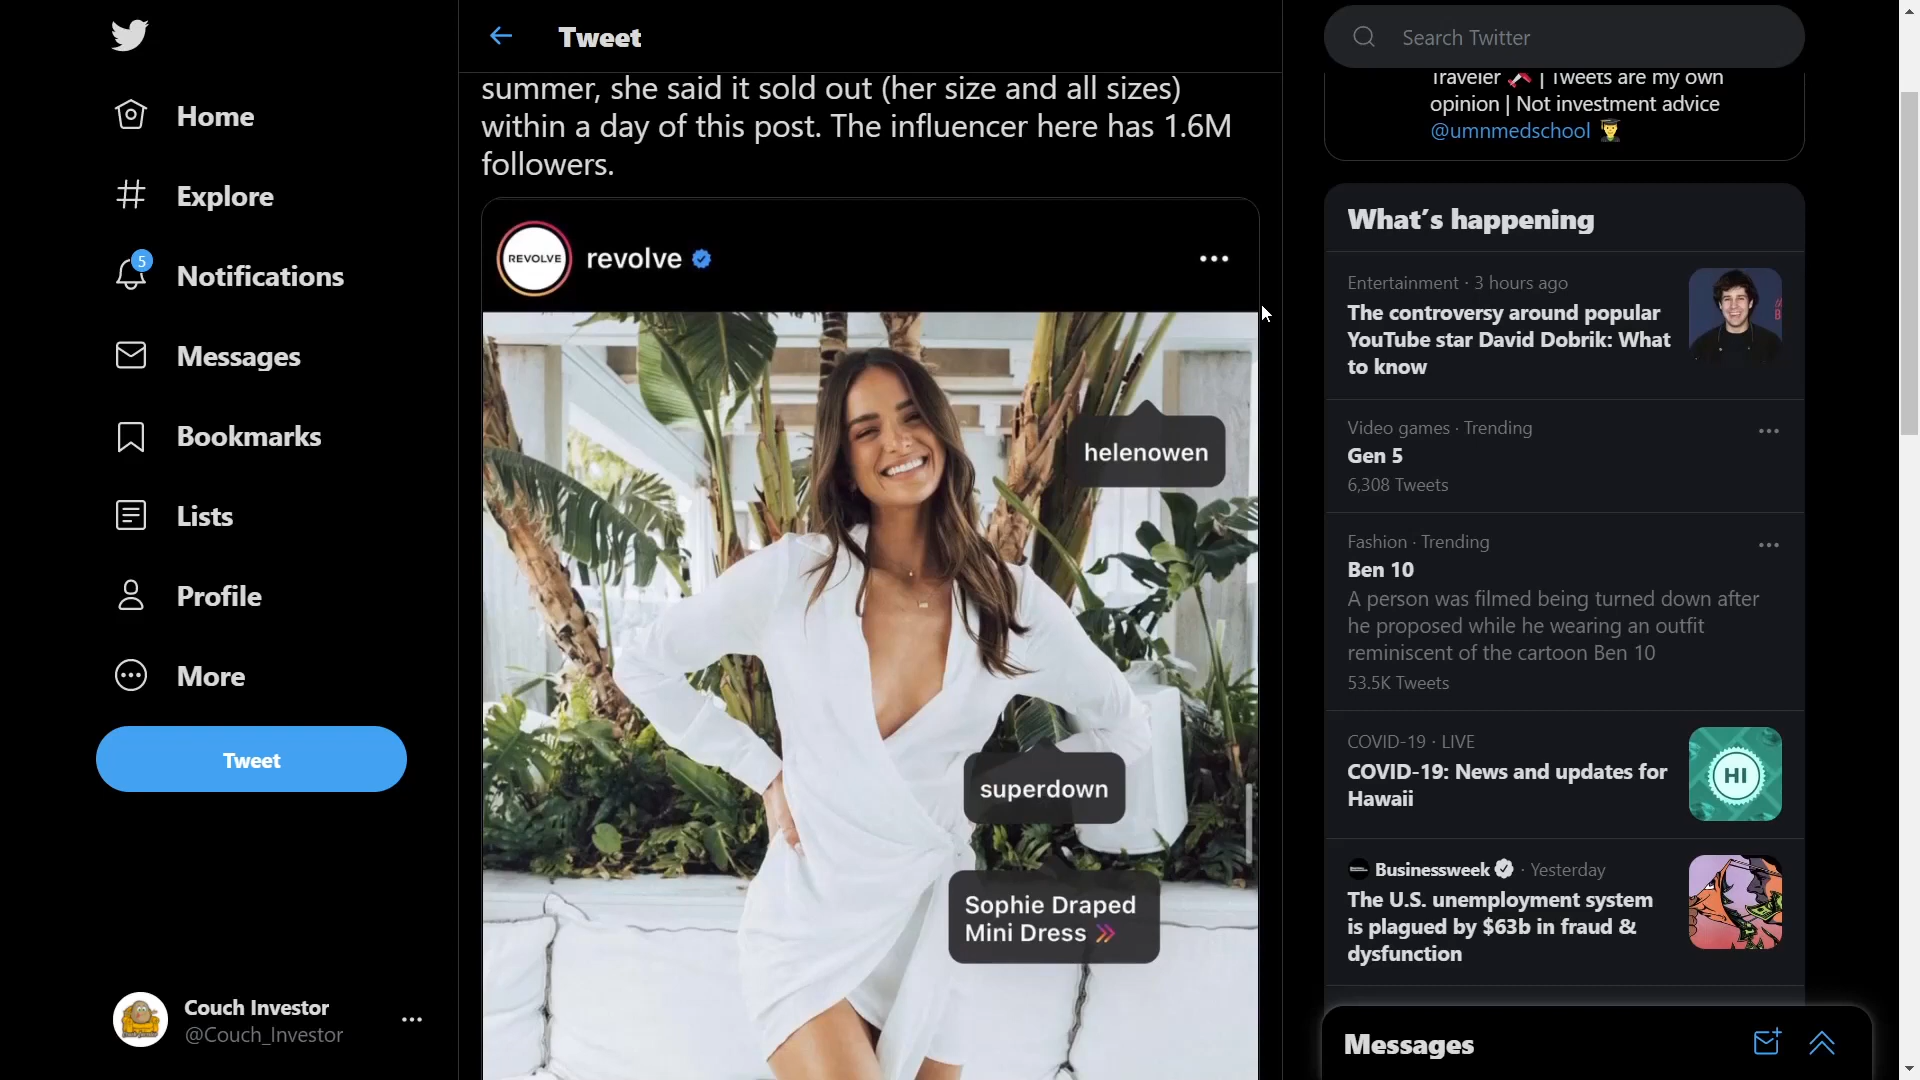 Home
Explore
5
Notifications
Messages
Bookmarks
Lists
Profile
More
Tweet
Couch Investor
@Couch_Investor
Tweet
summer, she said it sold out (her size and all sizes)
within a day of this post. The influencer here has 1.6M
followers.
REVOLVE
revolve
helenowen
superdown
Sophie Draped
Mini Dress
Search Twitter
Traveler | Tweets are my own
opinion | Not investment advice
@umnmedschool
What's happening
Entertainment · 3 hours ago
The controversy around popular
YouTube star David Dobrik: What
to know
Video games · Trending
Gen 5
6,308 Tweets
Fashion · Trending
Ben 10
A person was filmed being turned down after
he proposed while he wearing an outfit
reminiscent of the cartoon Ben 10
53.5K Tweets
COVID-19 · LIVE
COVID-19: News and updates for
Hawaii
HI
Businessweek · Yesterday
The U.S. unemployment system
is plagued by $63b in fraud &
dysfunction
Messages